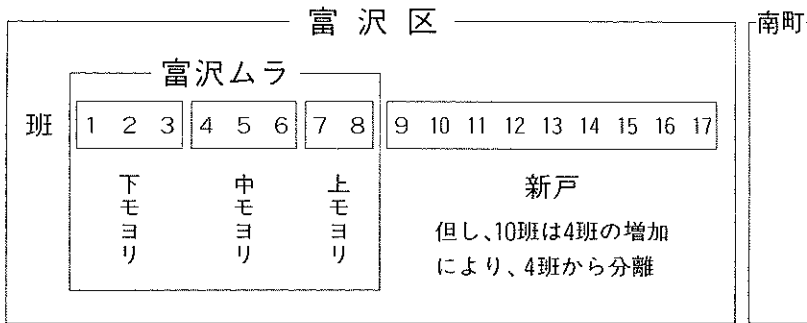 富沢区
南町
富沢ムラ
班 1 2 3 4 5 6 7 8 9 10 11 12 13 14 15 16 17
下モヨリ
中モヨリ
上モヨリ
新戸
但し、10班は4班の増加
により、4班から分離